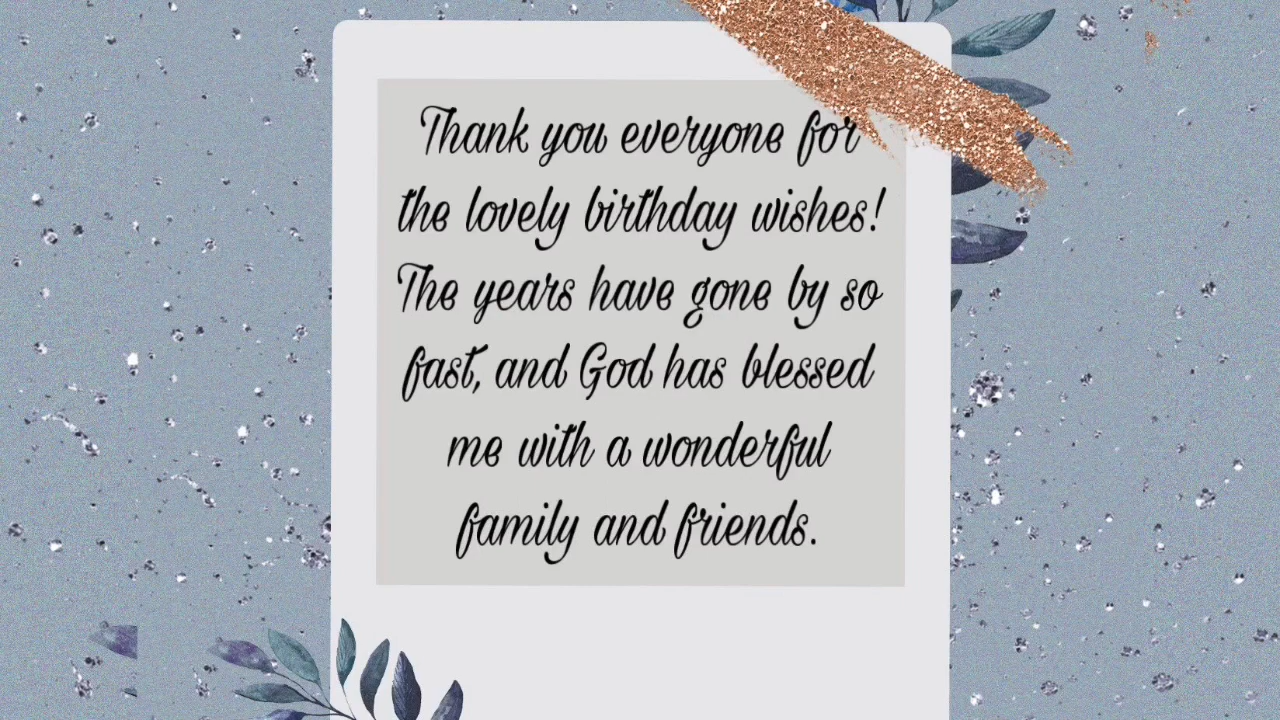 Thank you everyone for
the lovely birthday wishes!
The years have gone by so
fast, and God has blessed
me with a wonderful
family and friends.